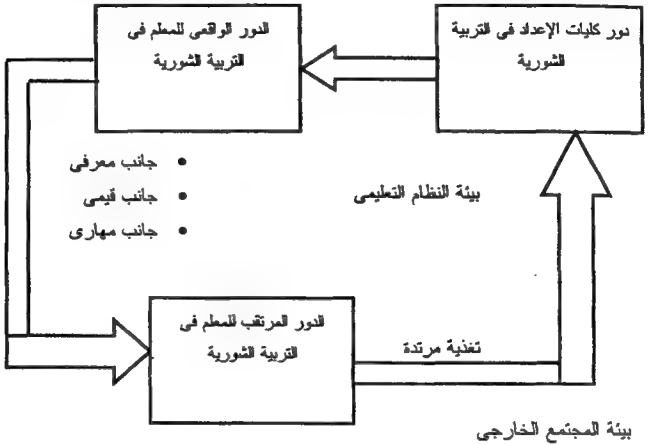 دور كليات الإعداد فى التربية
الشورية
الدور الواقعى للمعلم فى
التربية الشورية
• جانب معرفى
• جانب قيمى
• جانب مهارى
بيئة النظام التعليمى
الدور المرتقب للمعلم فى
التربية الشورية
تغذية مرتدة
بيئة المجتمع الخارجى